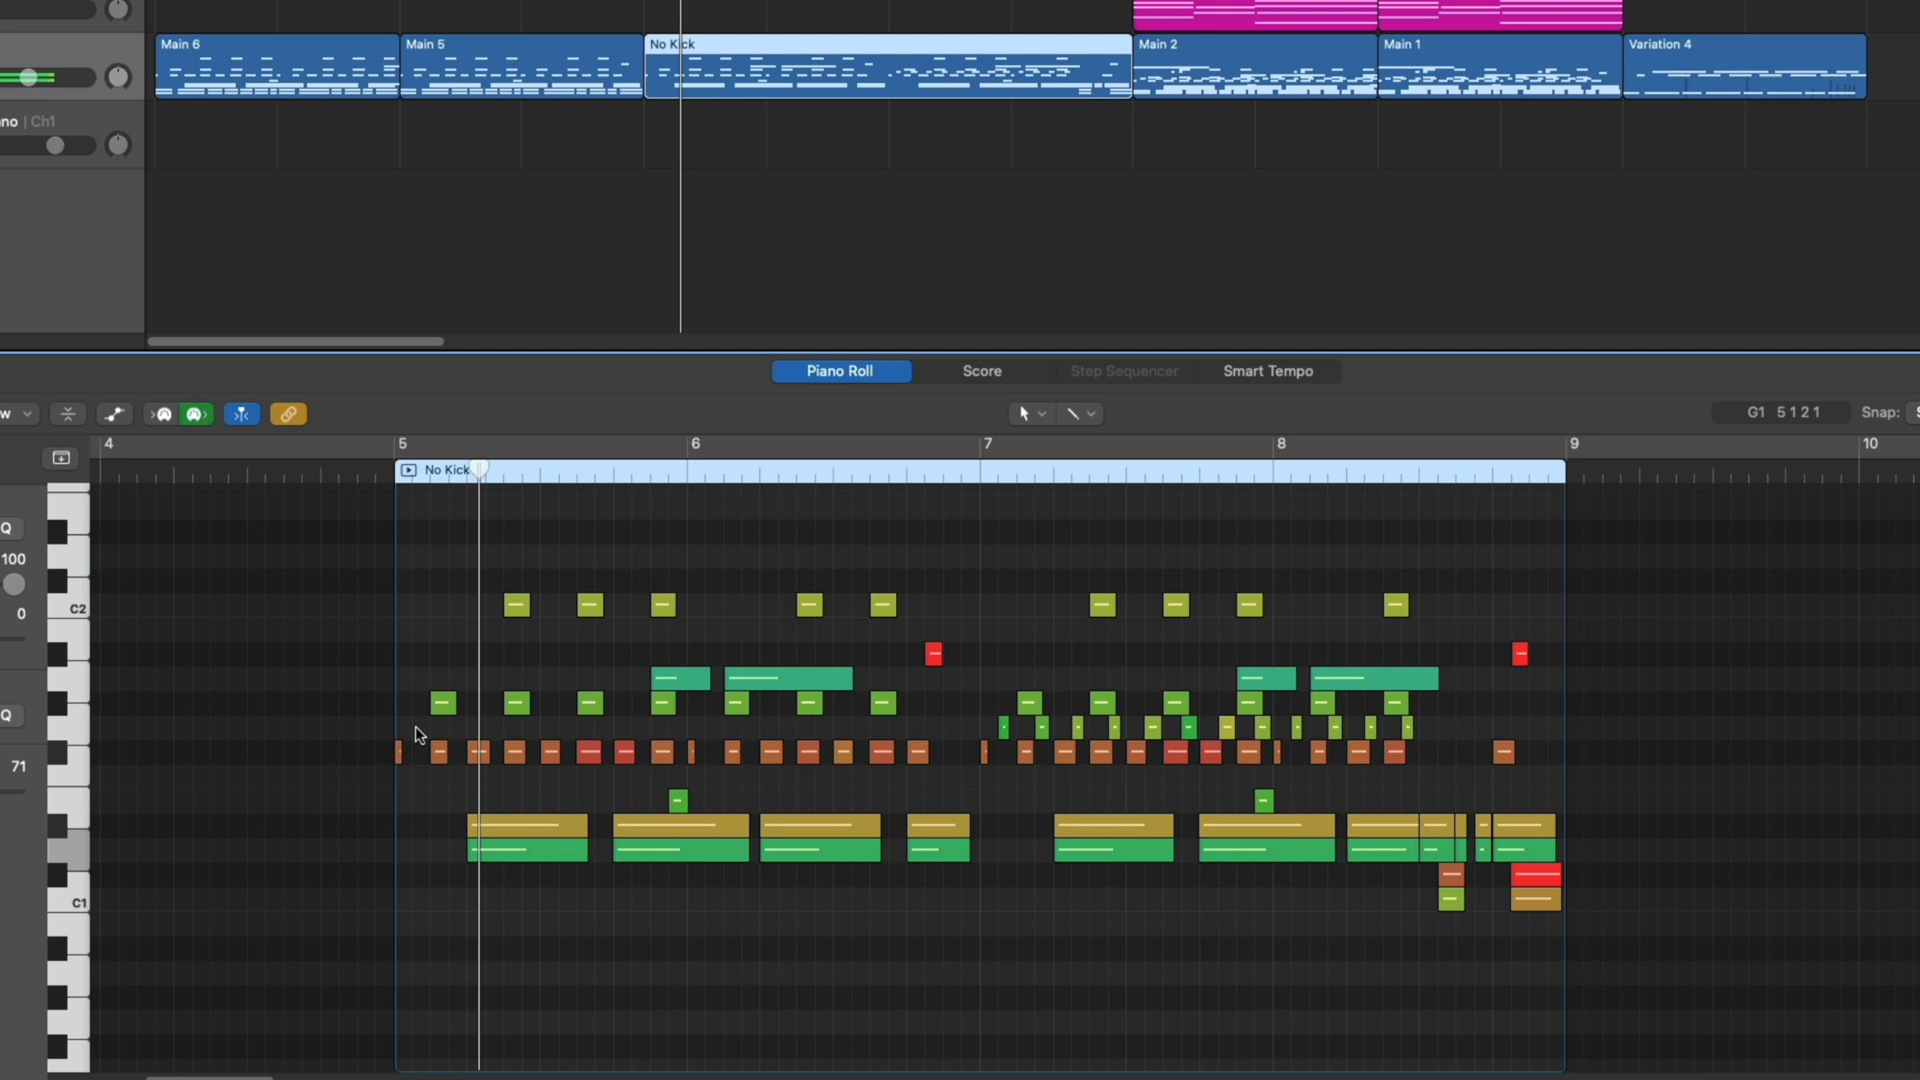 Main 6
Main 5
No Kick
Main 2
Main 1
Variation 4
no | Ch1
Piano Roll
Score
Step Sequencer
Smart Tempo
w
G1 5 1 2 1
Snap:
4
5
6
7
8
9
10
No Kick
Q
100
0
C2
Q
71
C1